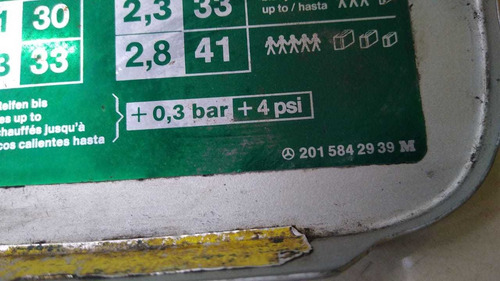 30
2,3 33
up to / hasta
33
2,8 41
Reifen bis
es up to
chauffés jusqu'à
cos calientes hasta
+ 0,3 bar + 4 psi
201 584 29 39 M